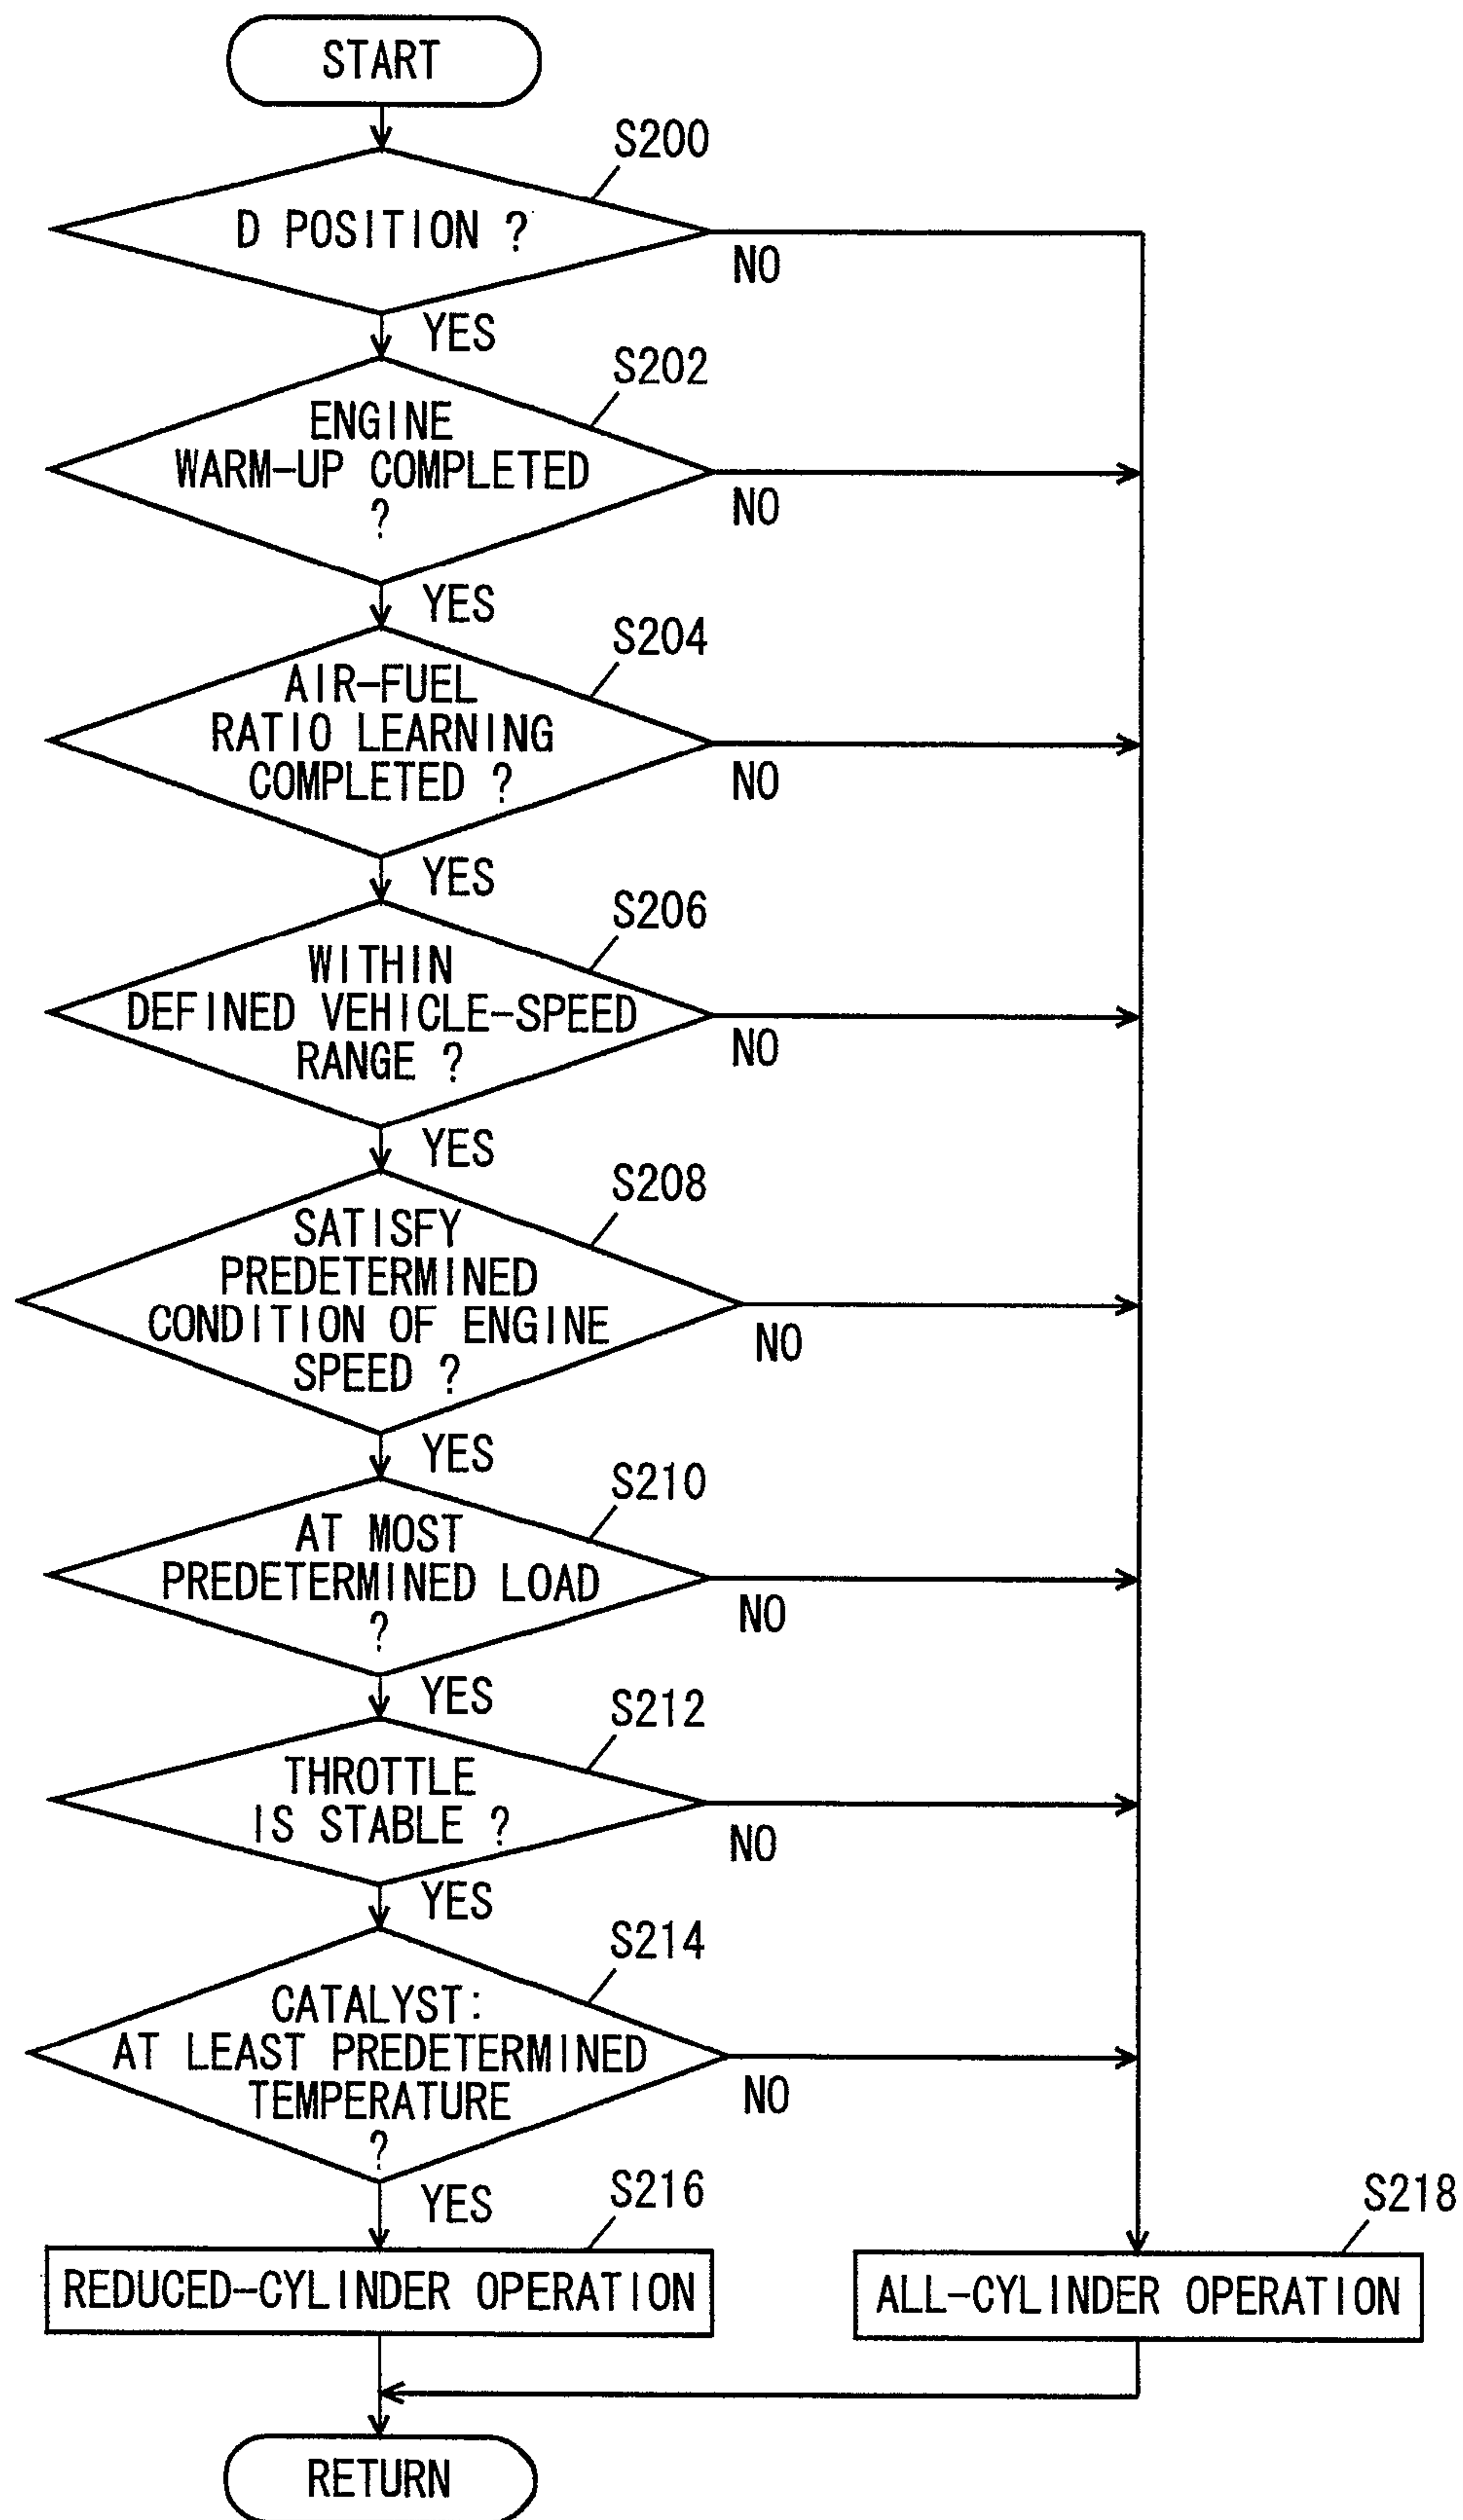 START
S200
D POSITION ?
NO
YES
S202
ENGINE
WARM-UP COMPLETED
?
NO
YES
S204
AIR-FUEL
RATIO LEARNING
COMPLETED ?
NO
YES
S206
WITHIN
DEFINED VEHICLE-SPEED
RANGE ?
NO
YES
S208
SATISFY
PREDETERMINED
CONDITION OF ENGINE
SPEED ?
NO
YES
S210
AT MOST
PREDETERMINED LOAD
?
NO
YES
S212
THROTTLE
IS STABLE ?
NO
YES
S214
CATALYST:
AT LEAST PREDETERMINED
TEMPERATURE
?
NO
YES
S216
REDUCED-CYLINDER OPERATION
S218
ALL-CYLINDER OPERATION
RETURN